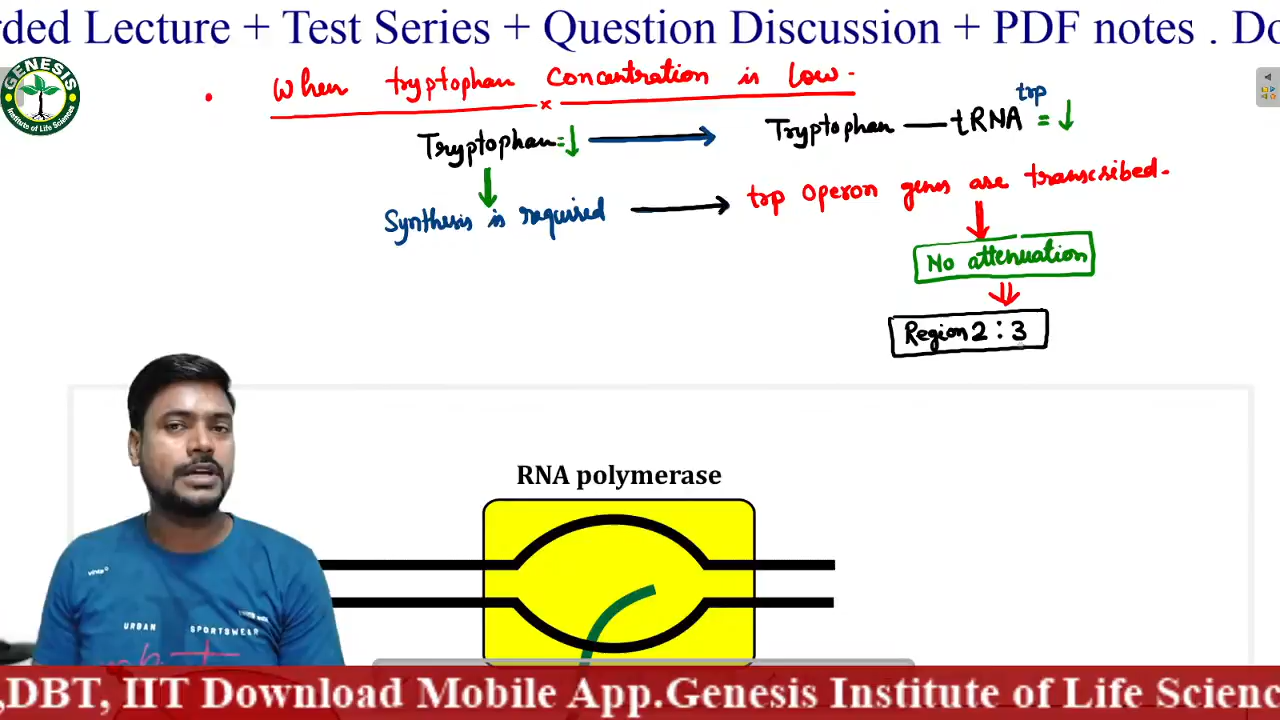 rded Lecture + Test Series + Question Discussion + PDF notes . Do
GENESIS
Institute of Life Sciences
• When tryptophan concentration is low.
Tryptophan = ↓ → Tryptophan — tRNA trp = ↓
Synthesis is required → trp operon genes are transcribed.
No attenuation
Region 2 : 3
RNA polymerase
URBAN SPORTSWEAR
,DBT, IIT Download Mobile App.Genesis Institute of Life Scienc